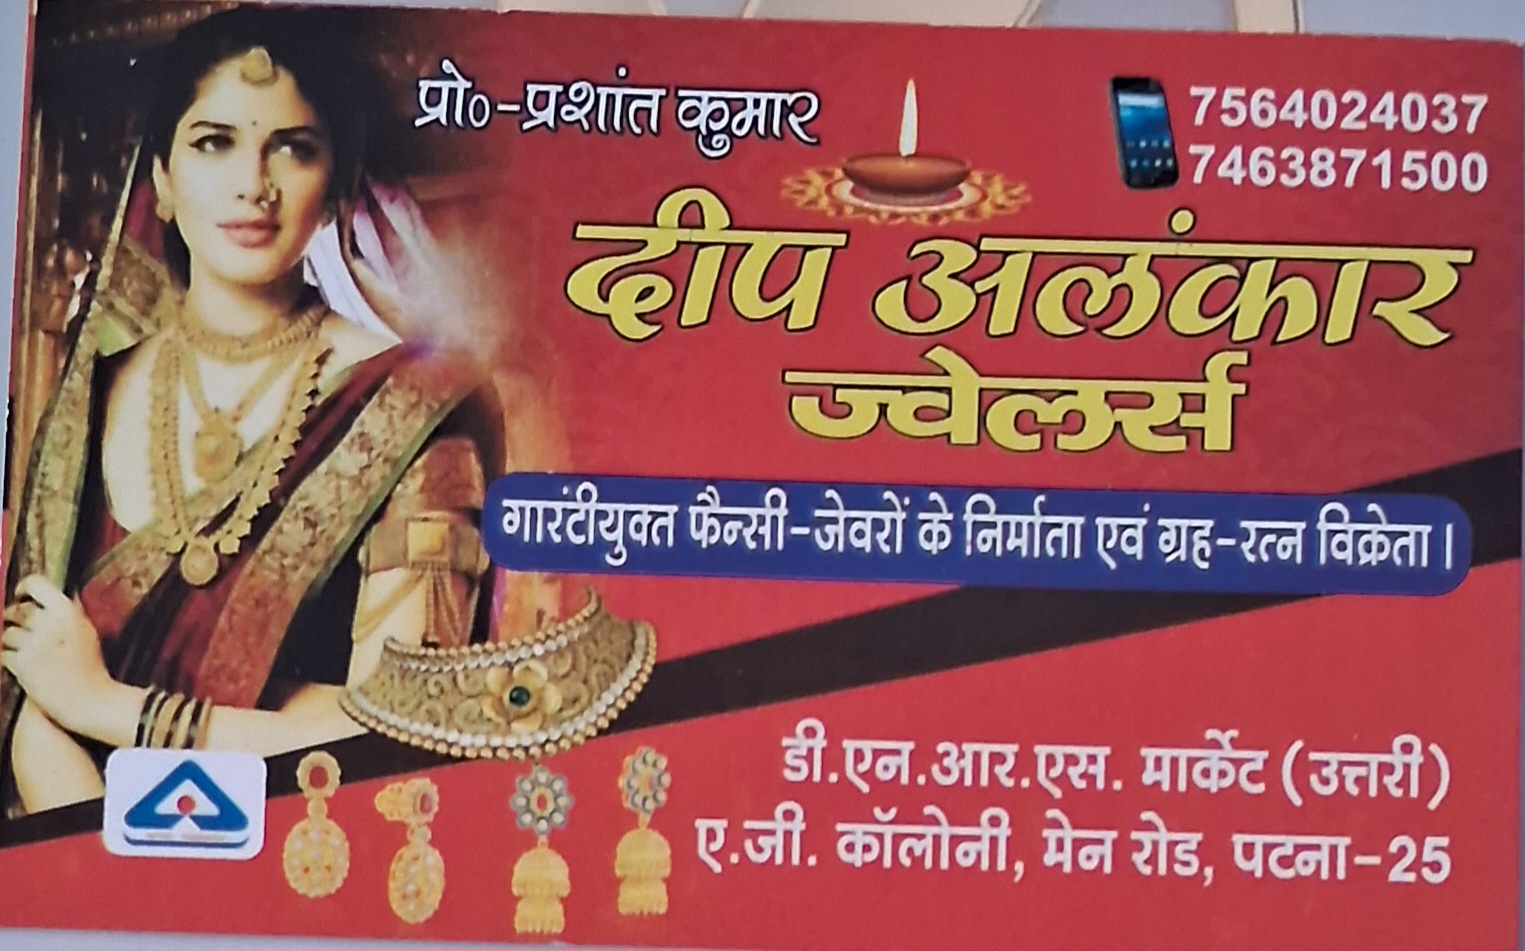 प्रो०-प्रशांत कुमार
7564024037
7463871500
दीप अलंकार
ज्वेलर्स
गारंटीयुक्त फैन्सी-जेवरों के निर्माता एवं ग्रह-रत्न विक्रेता।
डी.एन.आर.एस. मार्केट (उत्तरी)
ए.जी. कॉलोनी, मेन रोड, पटना-25